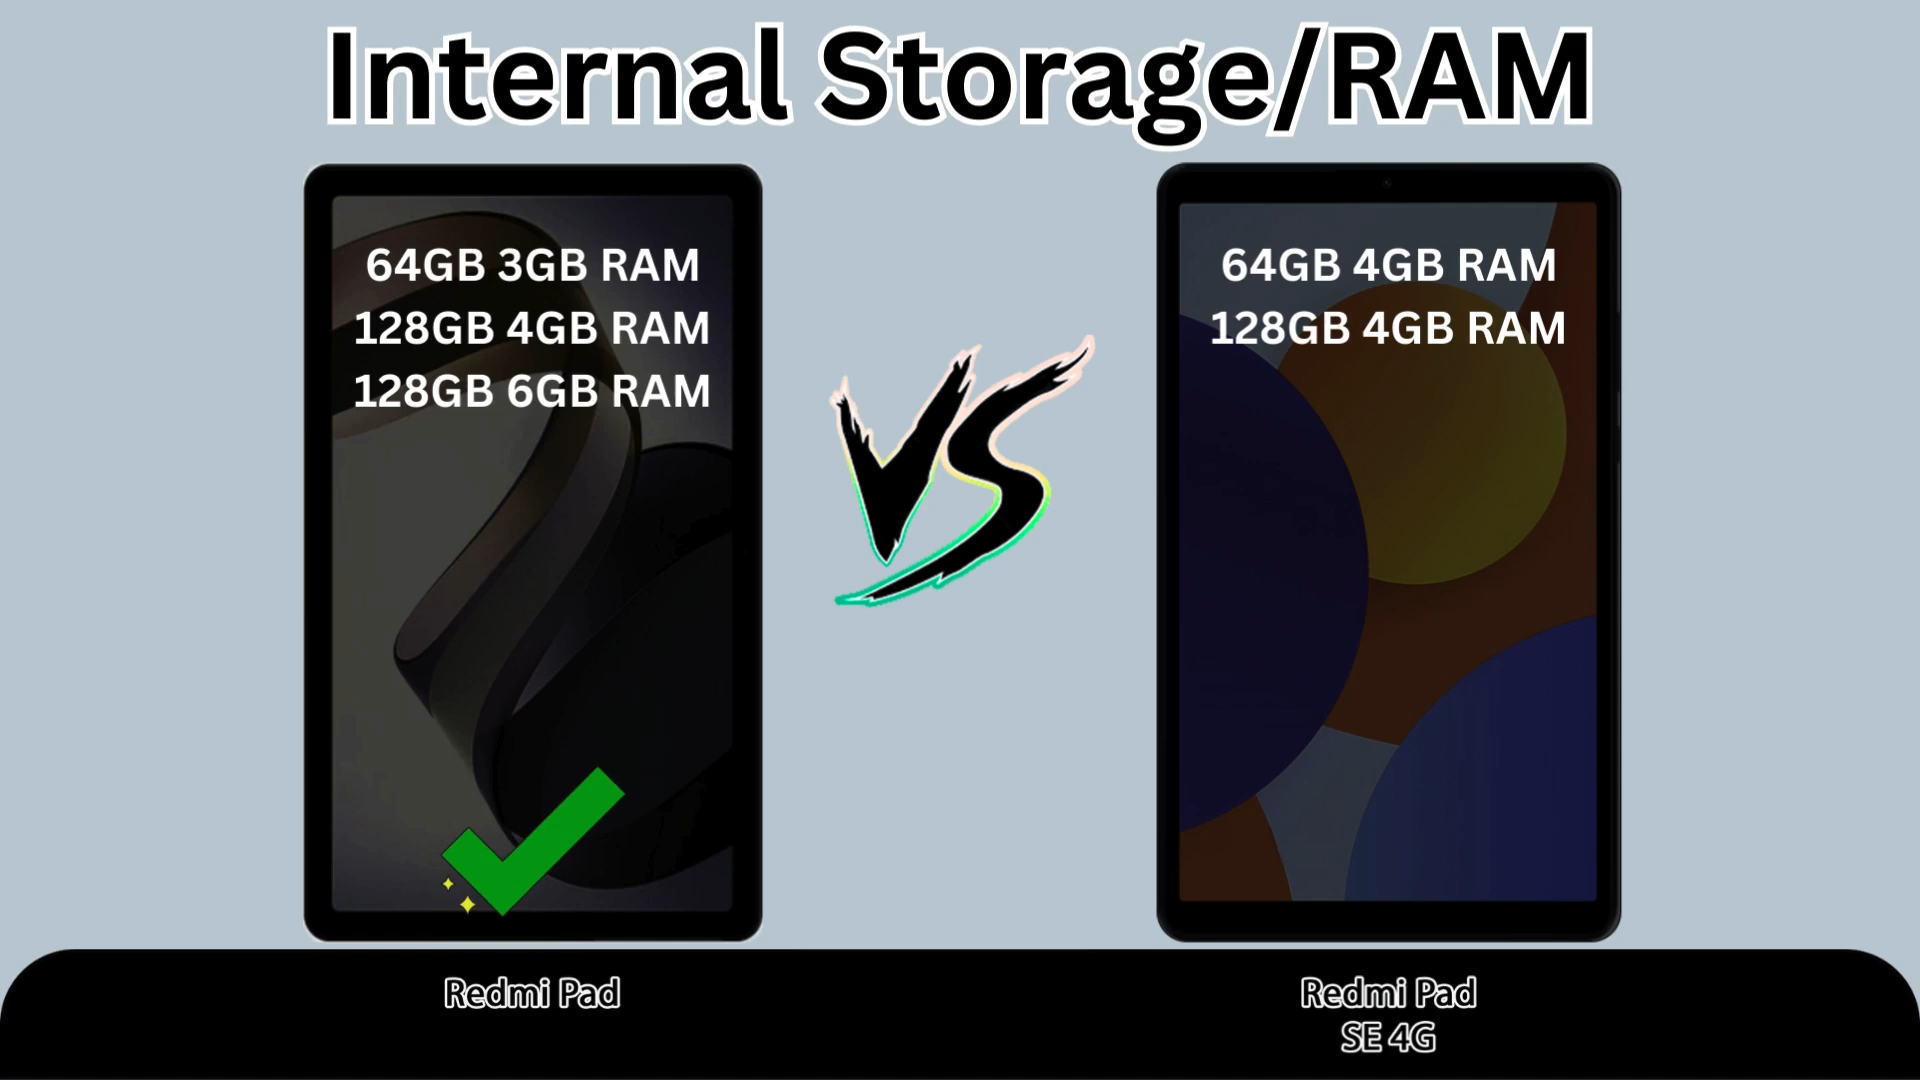 Internal Storage/RAM
64GB 3GB RAM
128GB 4GB RAM
128GB 6GB RAM
VS
64GB 4GB RAM
128GB 4GB RAM
Redmi Pad
Redmi Pad
SE 4G